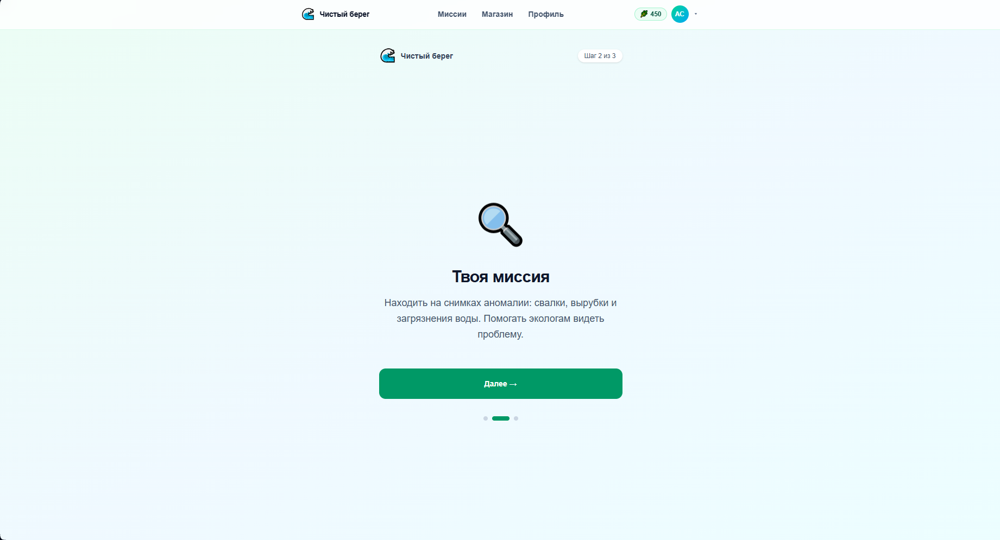 Чистый берег
Миссии
Магазин
Профиль
450
АС
Чистый берег
Шаг 2 из 3
Твоя миссия
Находить на снимках аномалии: свалки, вырубки и
загрязнения воды. Помогать экологам видеть
проблему.
Далее →